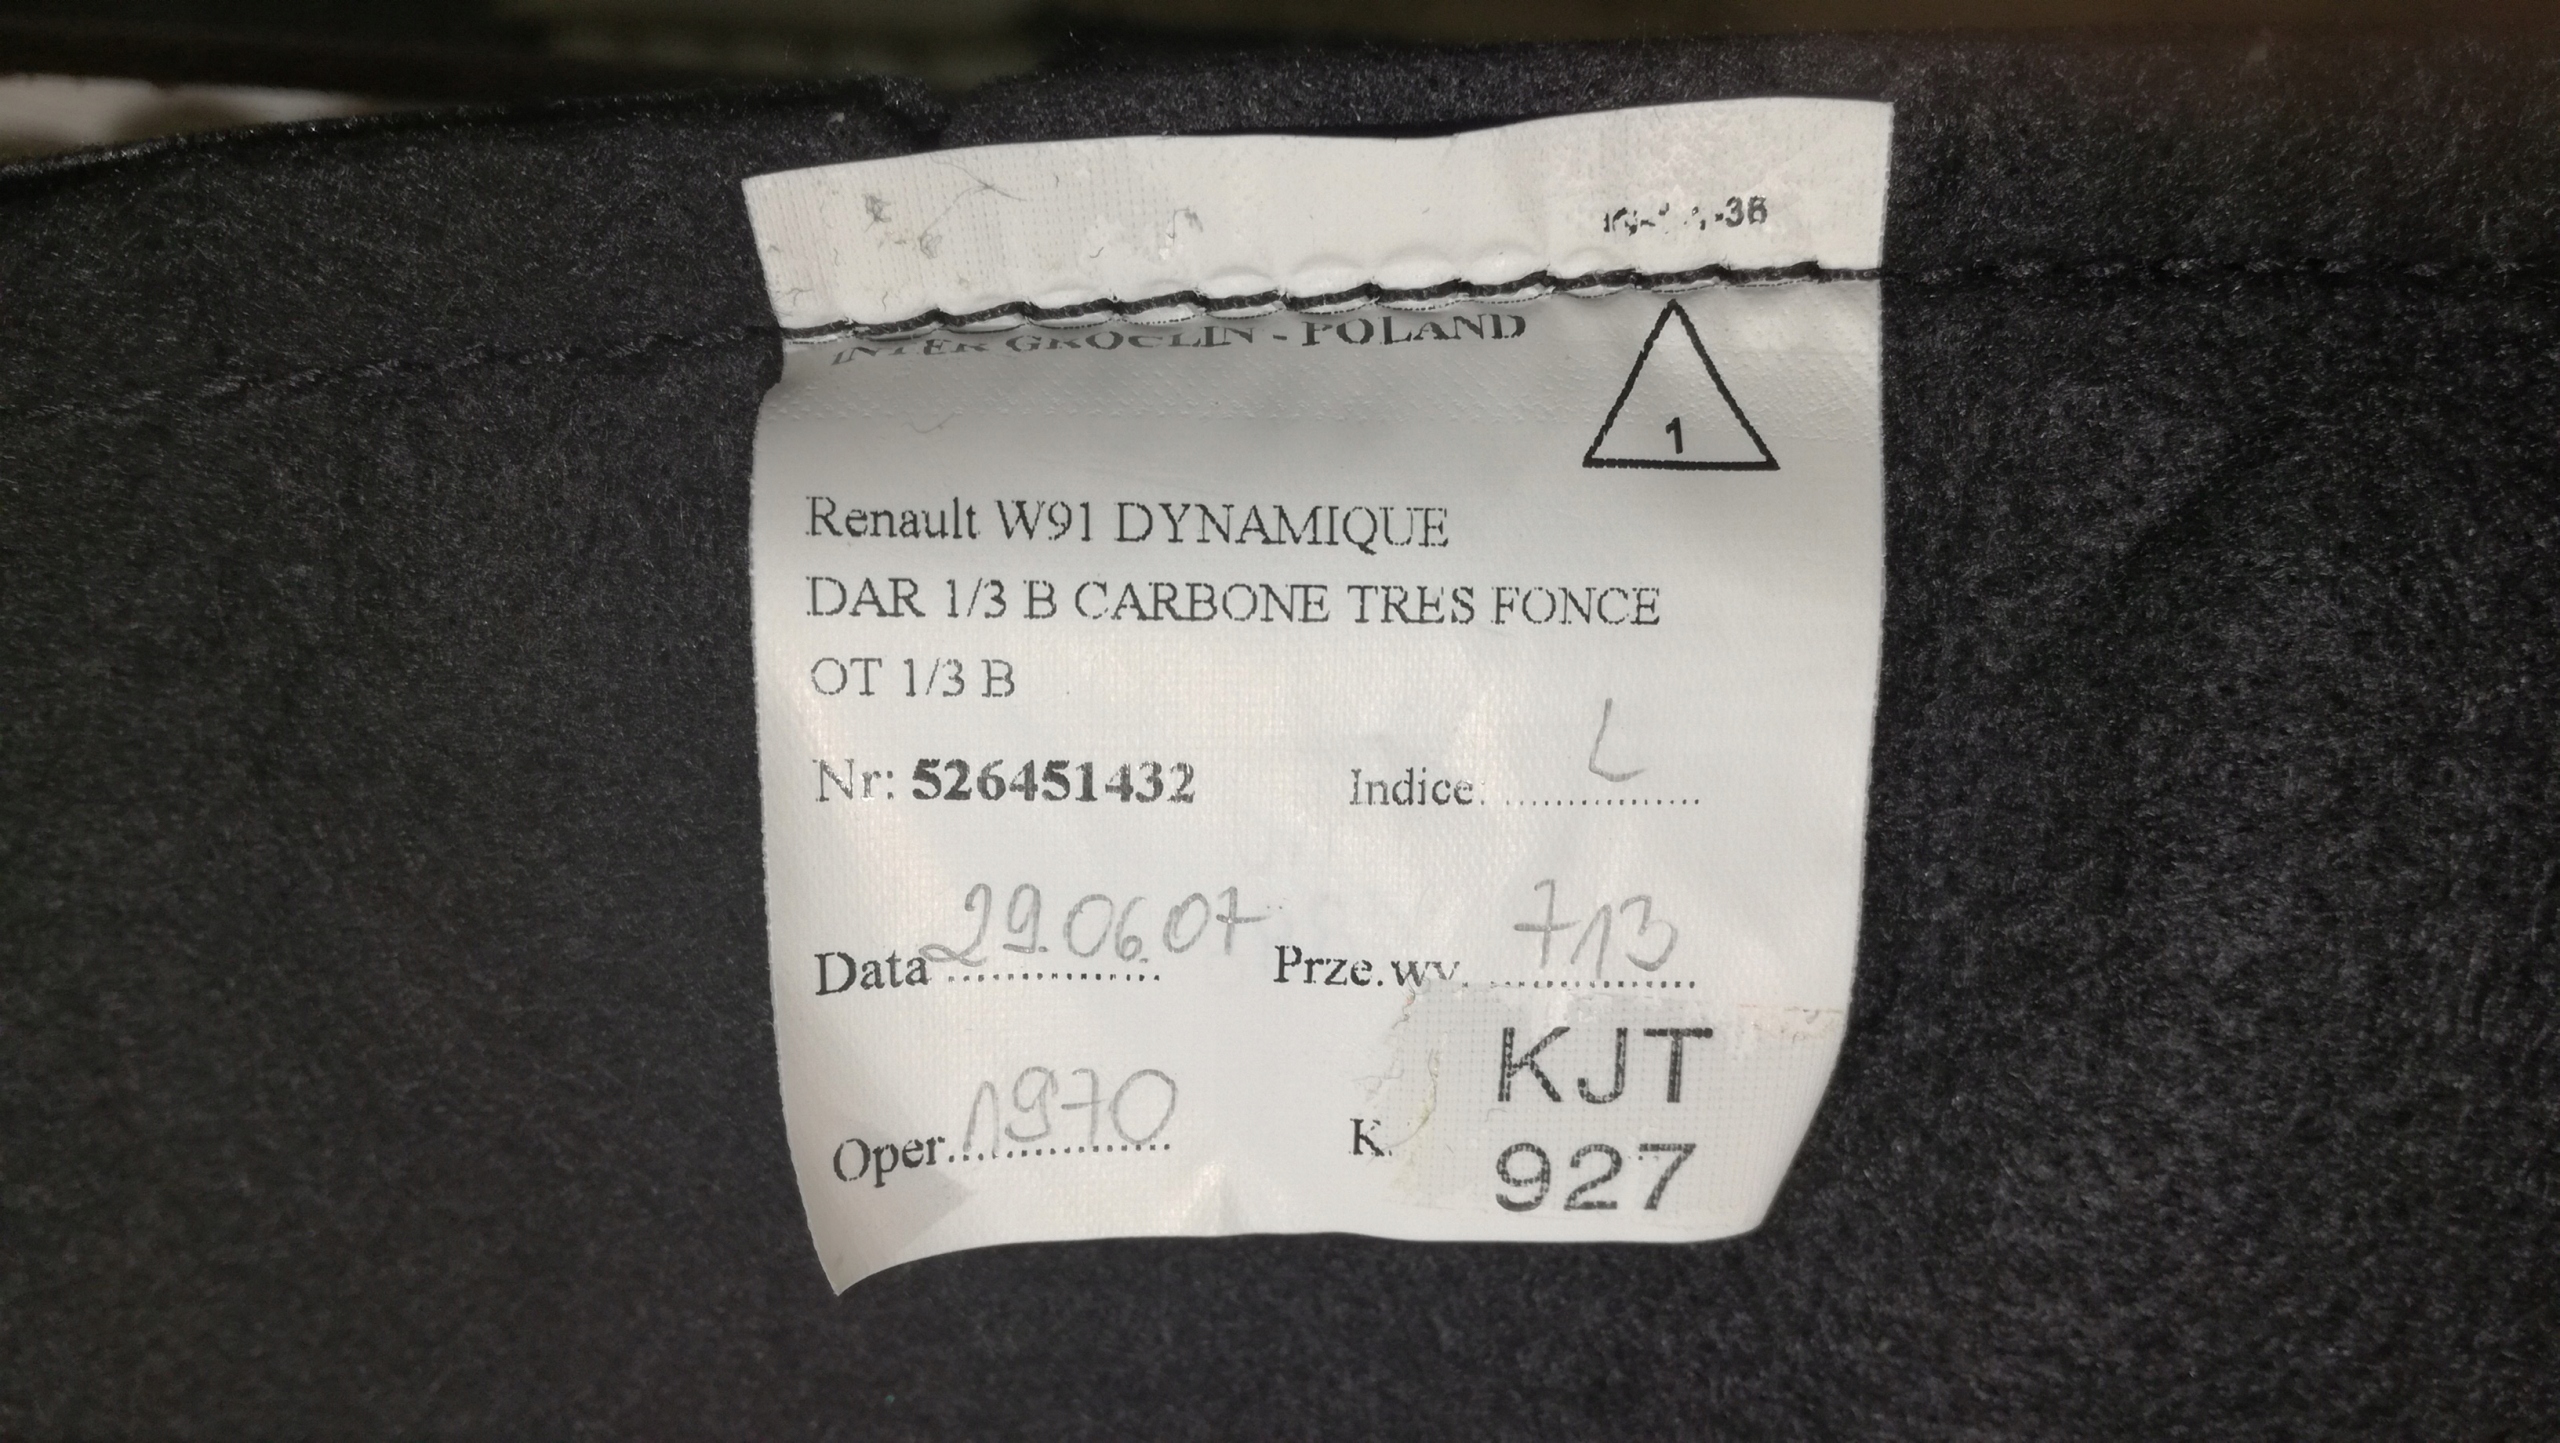 -36
INTER GROCLIN - POLAND
1
Renault W91 DYNAMIQUE
DAR 1/3 B CARBONE TRES FONCE
OT 1/3 B
Nr: 526451432 Indice: L
Data 29.06.07 Prze.wy. 713
Oper. 1970 K. KJT
927